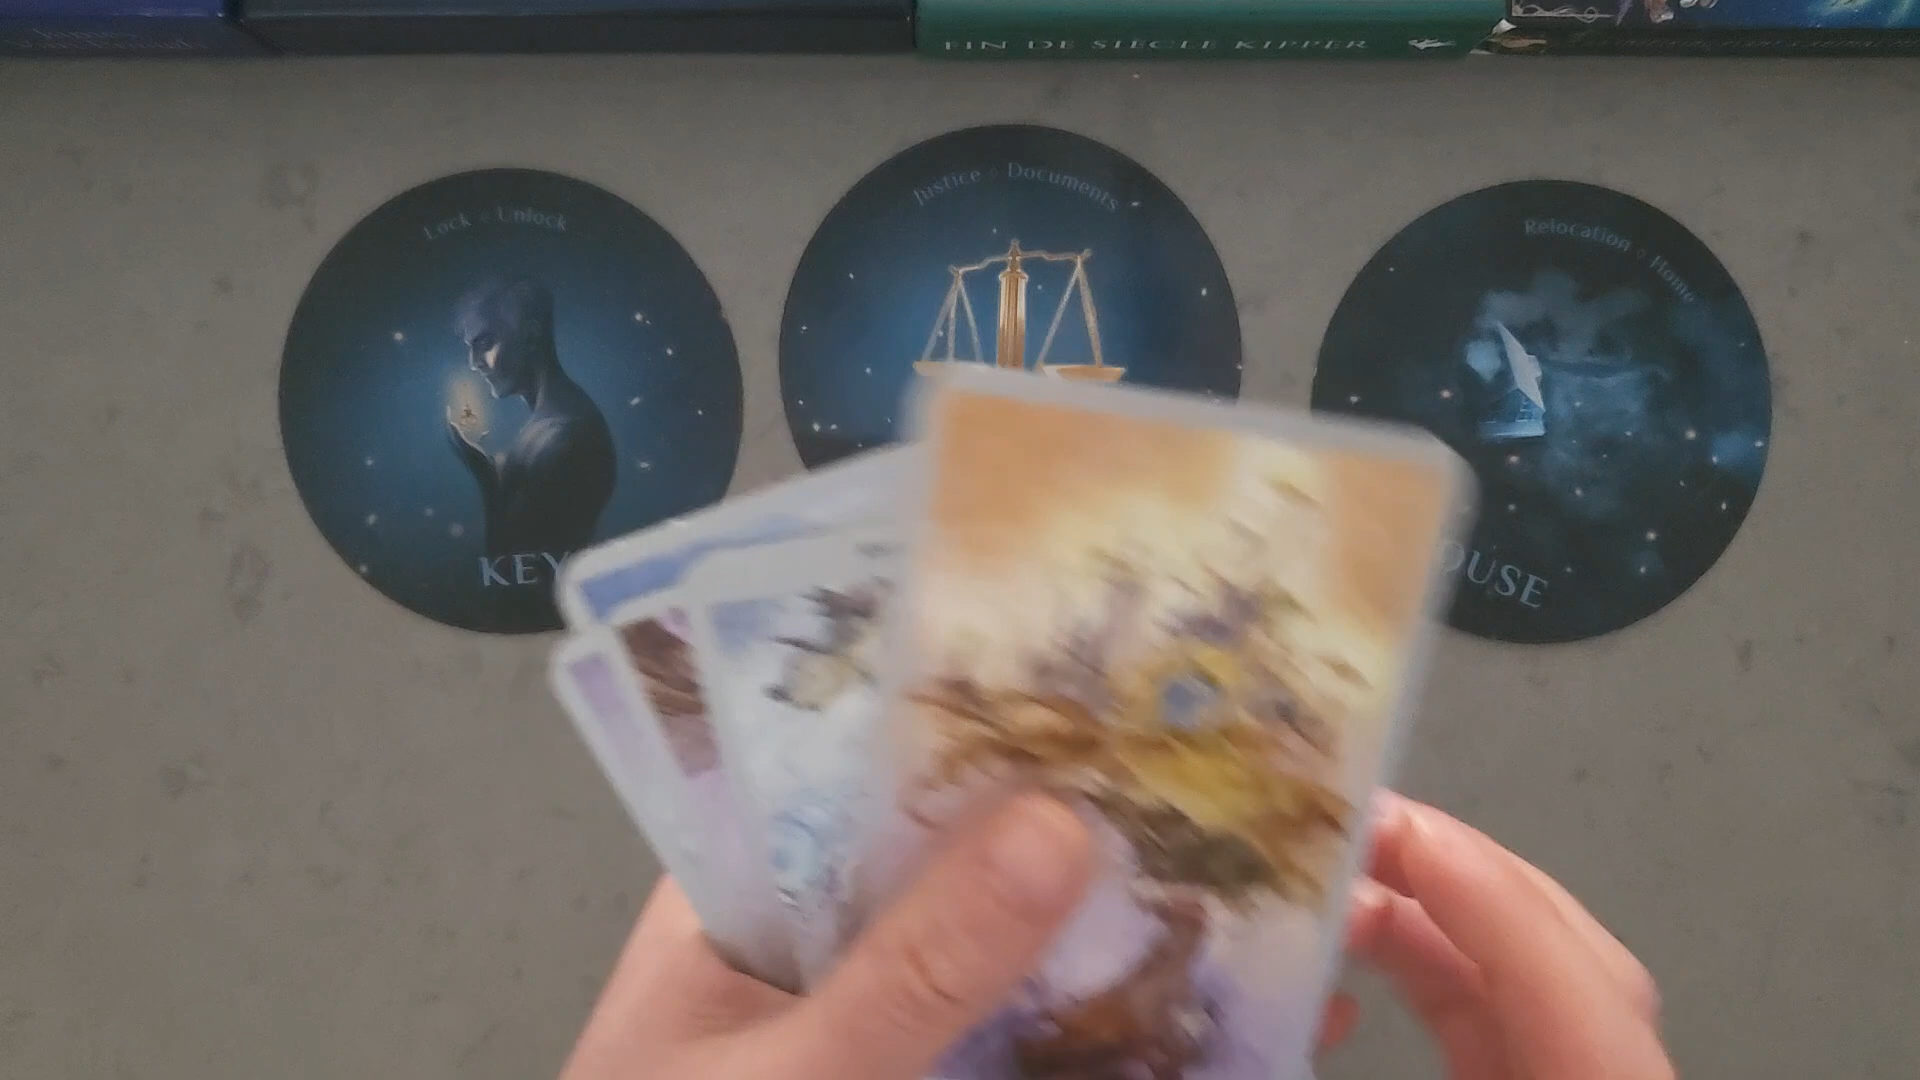 FIN DE SIÈCLE KIPPER
Lock ◦ Unlock
Justice ◦ Documents
Relocation ◦ Home
KEY
OUSE